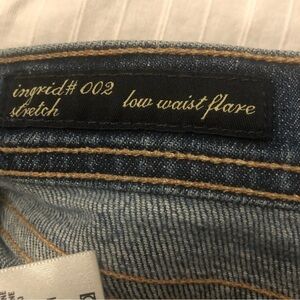 ingrid# 002
stretch low waist flare